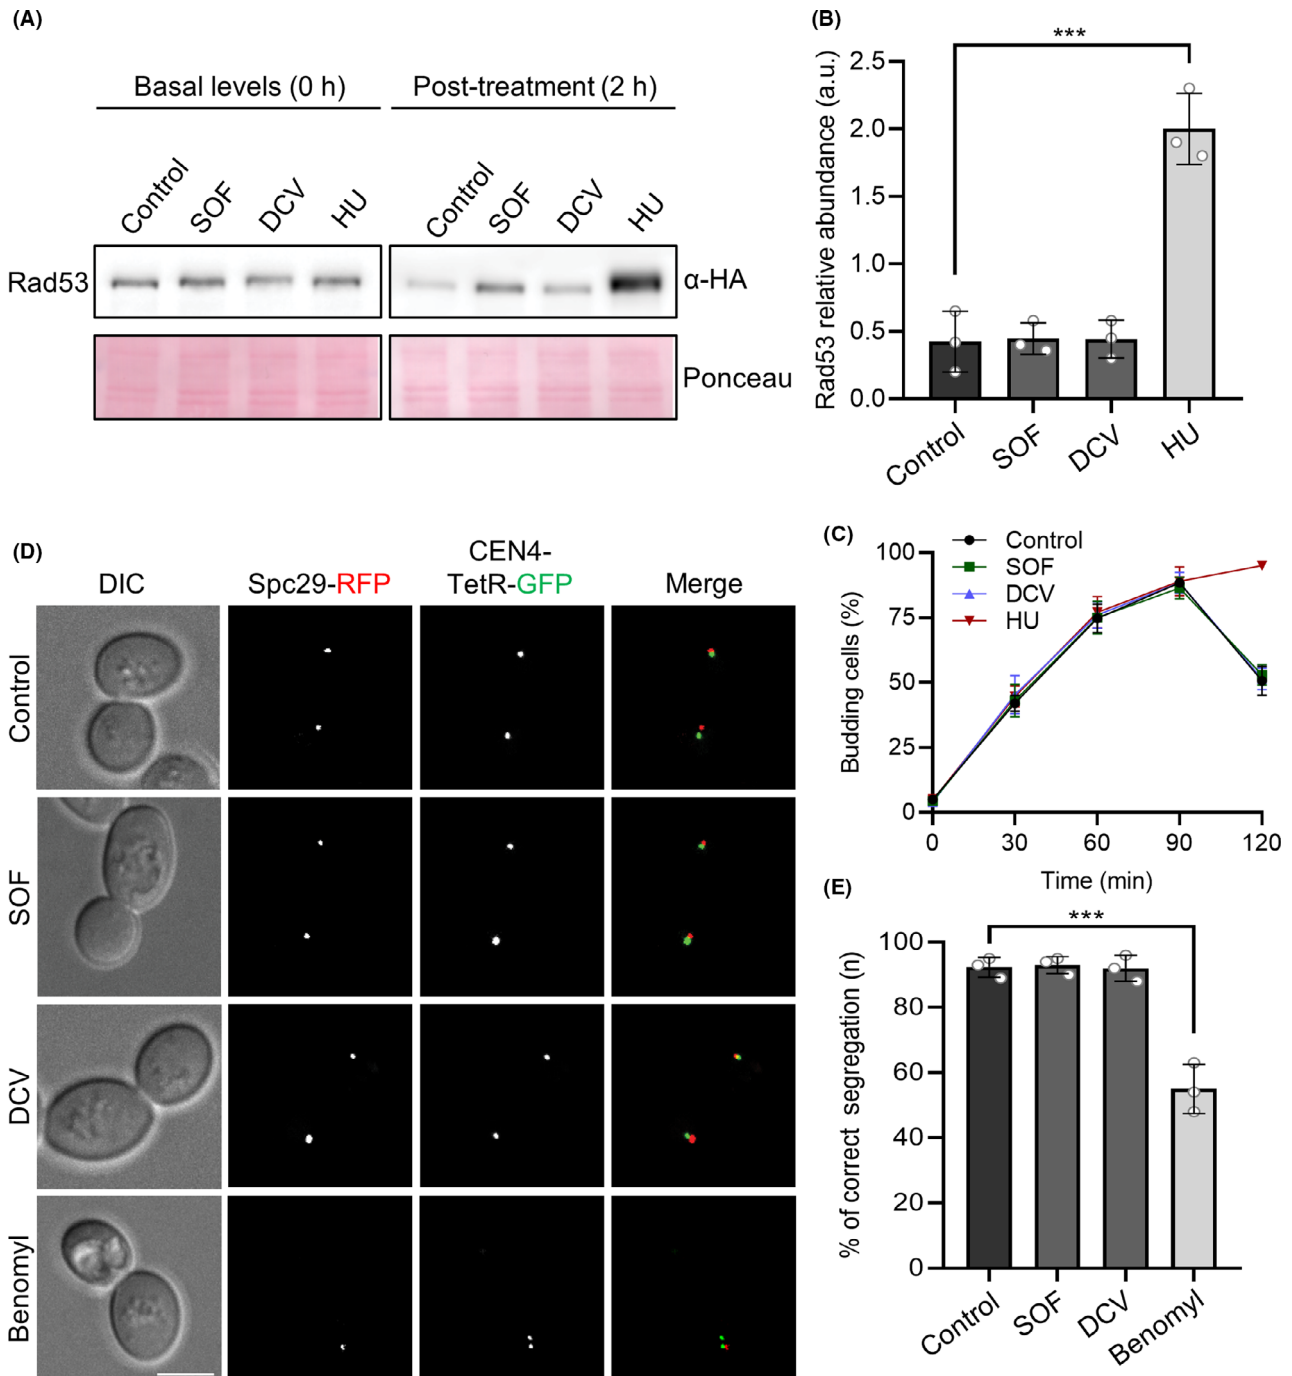 (A)
Basal levels (0 h) Post-treatment (2 h)
Control SOF DCV HU Control SOF DCV HU
Rad53 α-HA
Ponceau
(B)
Rad53 relative abundance (a.u.)
2.5
2.0
1.5
1.0
0.5
0.0
***
Control SOF DCV HU
(C)
Budding cells (%)
100
75
50
25
0
Control
SOF
DCV
HU
0 30 60 90 120
Time (min)
(D)
DIC Spc29-RFP CEN4-
TetR-GFP Merge
Control
SOF
DCV
Benomyl
(E)
% of correct segregation (n)
100
80
60
40
20
0
***
Control SOF DCV Benomyl